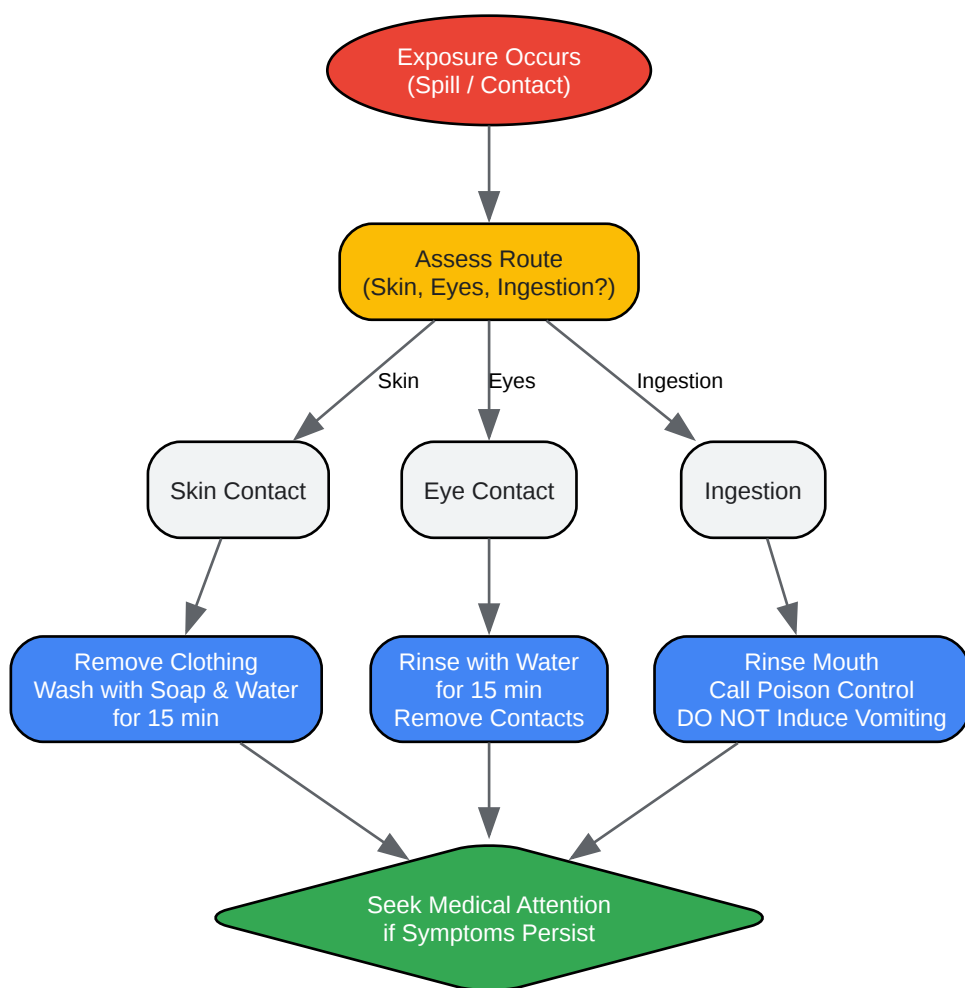 Exposure Occurs
(Spill / Contact)
Assess Route
(Skin, Eyes, Ingestion?)
Skin
Eyes
Ingestion
Skin Contact
Eye Contact
Ingestion
Remove Clothing
Wash with Soap & Water
for 15 min
Rinse with Water
for 15 min
Remove Contacts
Rinse Mouth
Call Poison Control
DO NOT Induce Vomiting
Seek Medical Attention
if Symptoms Persist